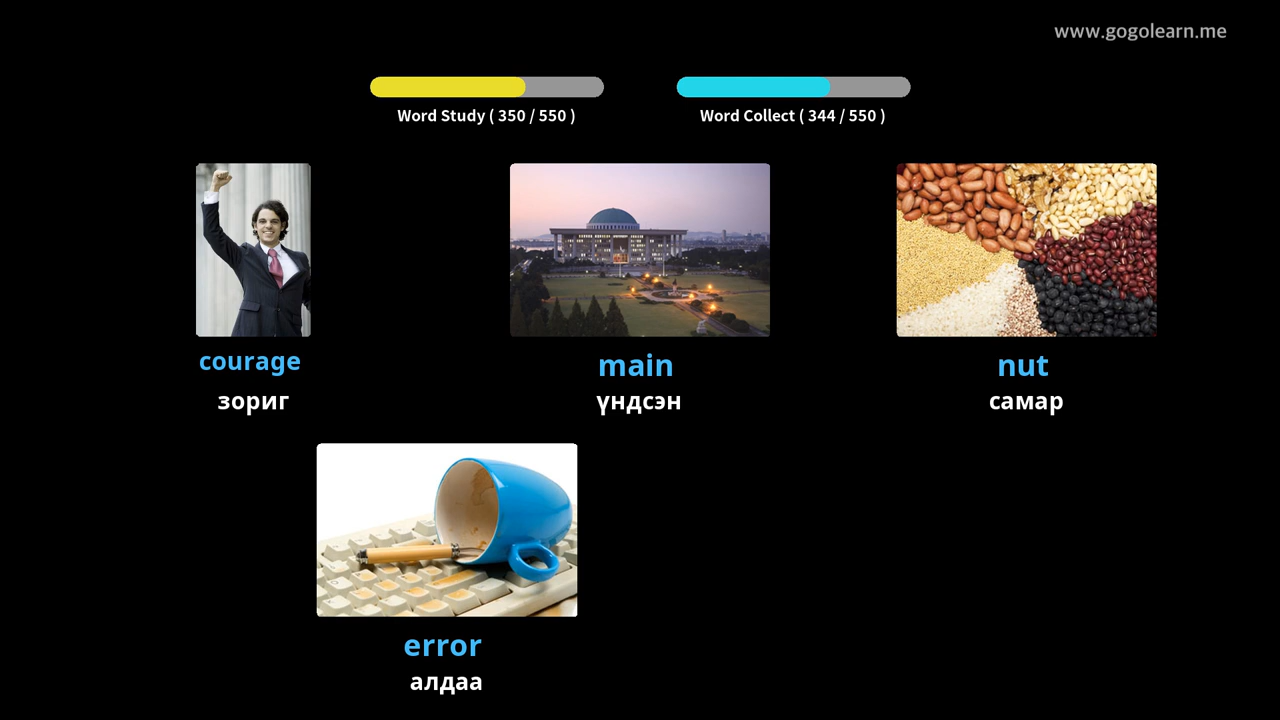 www.gogolearn.me
Word Study ( 350 / 550 )
Word Collect ( 344 / 550 )
courage
зориг
main
үндсэн
nut
самар
error
алдаа